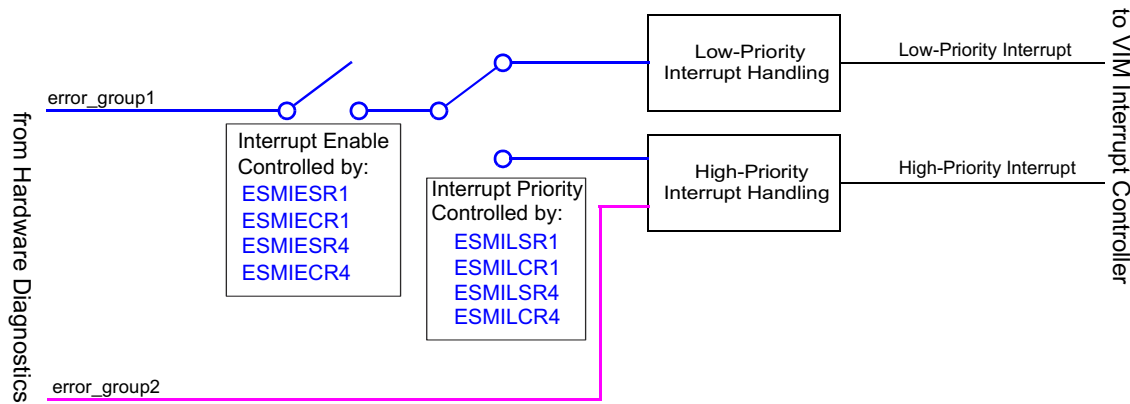 from Hardware Diagnostics
error_group1
Interrupt Enable
Controlled by:
ESMIESR1
ESMIECR1
ESMIESR4
ESMIECR4
Interrupt Priority
Controlled by:
ESMILSR1
ESMILCR1
ESMILSR4
ESMILCR4
error_group2
Low-Priority
Interrupt Handling
Low-Priority Interrupt
High-Priority
Interrupt Handling
High-Priority Interrupt
to VIM Interrupt Controller